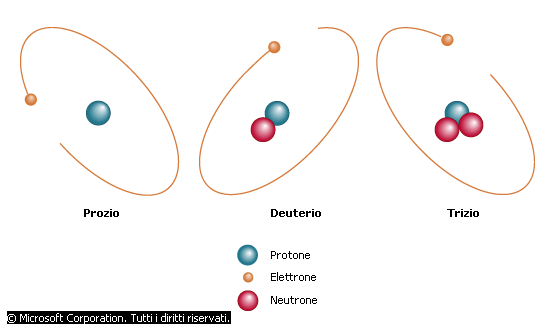 Prozio Deuterio Trizio
Protone
Elettrone
Neutrone
© Microsoft Corporation. Tutti i diritti riservati.